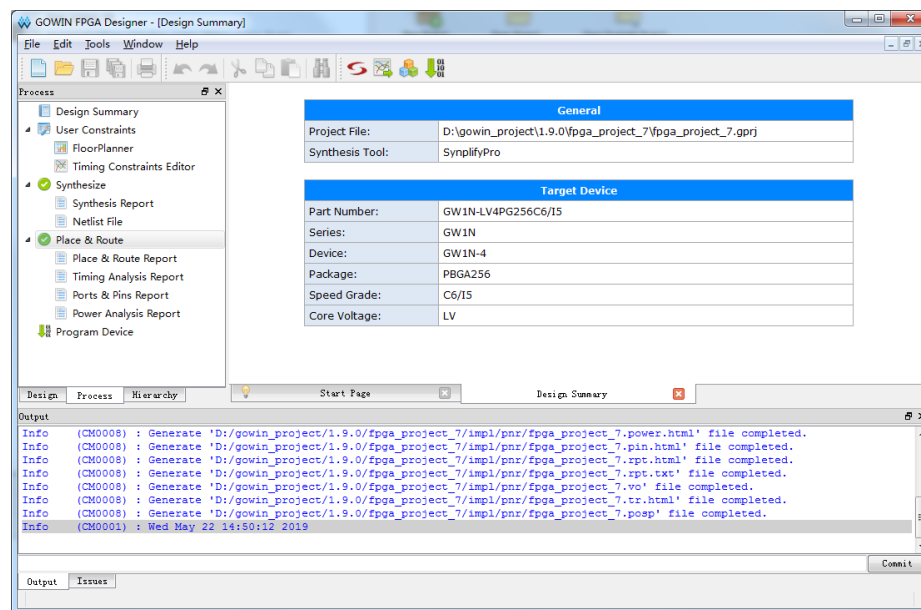 GOWIN FPGA Designer - [Design Summary]
File Edit Tools Window Help
Process
Design Summary
User Constraints
FloorPlanner
Timing Constraints Editor
Synthesize
Synthesis Report
Netlist File
Place & Route
Place & Route Report
Timing Analysis Report
Ports & Pins Report
Power Analysis Report
Program Device
Design Process Hierarchy
General
Project File: D:\gowin_project\1.9.0\fpga_project_7\fpga_project_7.gprj
Synthesis Tool: SynplifyPro
Target Device
Part Number: GW1N-LV4PG256C6/I5
Series: GW1N
Device: GW1N-4
Package: PBGA256
Speed Grade: C6/I5
Core Voltage: LV
Start Page Design Summary
Output
Info (CM0008) : Generate 'D:/gowin_project/1.9.0/fpga_project_7/impl/pnr/fpga_project_7.power.html' file completed.
Info (CM0008) : Generate 'D:/gowin_project/1.9.0/fpga_project_7/impl/pnr/fpga_project_7.pin.html' file completed.
Info (CM0008) : Generate 'D:/gowin_project/1.9.0/fpga_project_7/impl/pnr/fpga_project_7.rpt.html' file completed.
Info (CM0008) : Generate 'D:/gowin_project/1.9.0/fpga_project_7/impl/pnr/fpga_project_7.rpt.txt' file completed.
Info (CM0008) : Generate 'D:/gowin_project/1.9.0/fpga_project_7/impl/pnr/fpga_project_7.vo' file completed.
Info (CM0008) : Generate 'D:/gowin_project/1.9.0/fpga_project_7/impl/pnr/fpga_project_7.tr.html' file completed.
Info (CM0008) : Generate 'D:/gowin_project/1.9.0/fpga_project_7/impl/pnr/fpga_project_7.posp' file completed.
Info (CM0001) : Wed May 22 14:50:12 2019
Commit
Output Issues